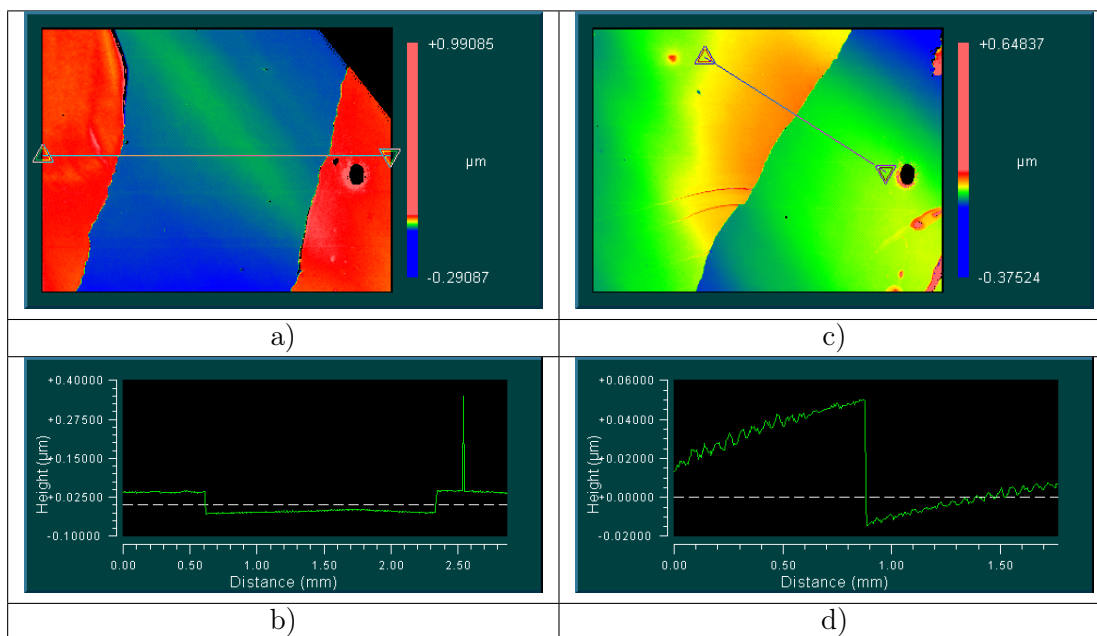 +0.99085
µm
-0.29087
a)
+0.64837
µm
-0.37524
c)
+0.40000
+0.27500
+0.15000
+0.02500
-0.10000
Height (µm)
0.00 0.50 1.00 1.50 2.00 2.50
Distance (mm)
b)
+0.06000
+0.04000
+0.02000
+0.00000
-0.02000
Height (µm)
0.00 0.50 1.00 1.50
Distance (mm)
d)